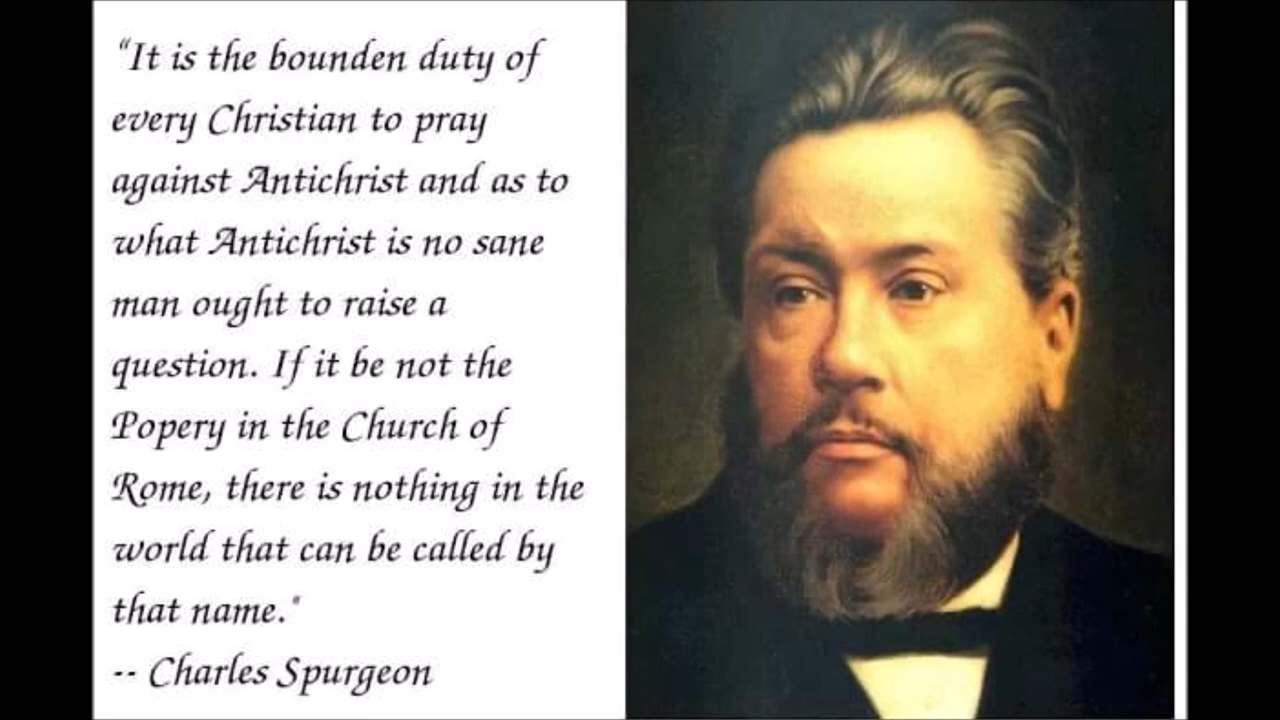 "It is the bounden duty of
every Christian to pray
against Antichrist and as to
what Antichrist is no sane
man ought to raise a
question. If it be not the
Popery in the Church of
Rome, there is nothing in the
world that can be called by
that name."
-- Charles Spurgeon